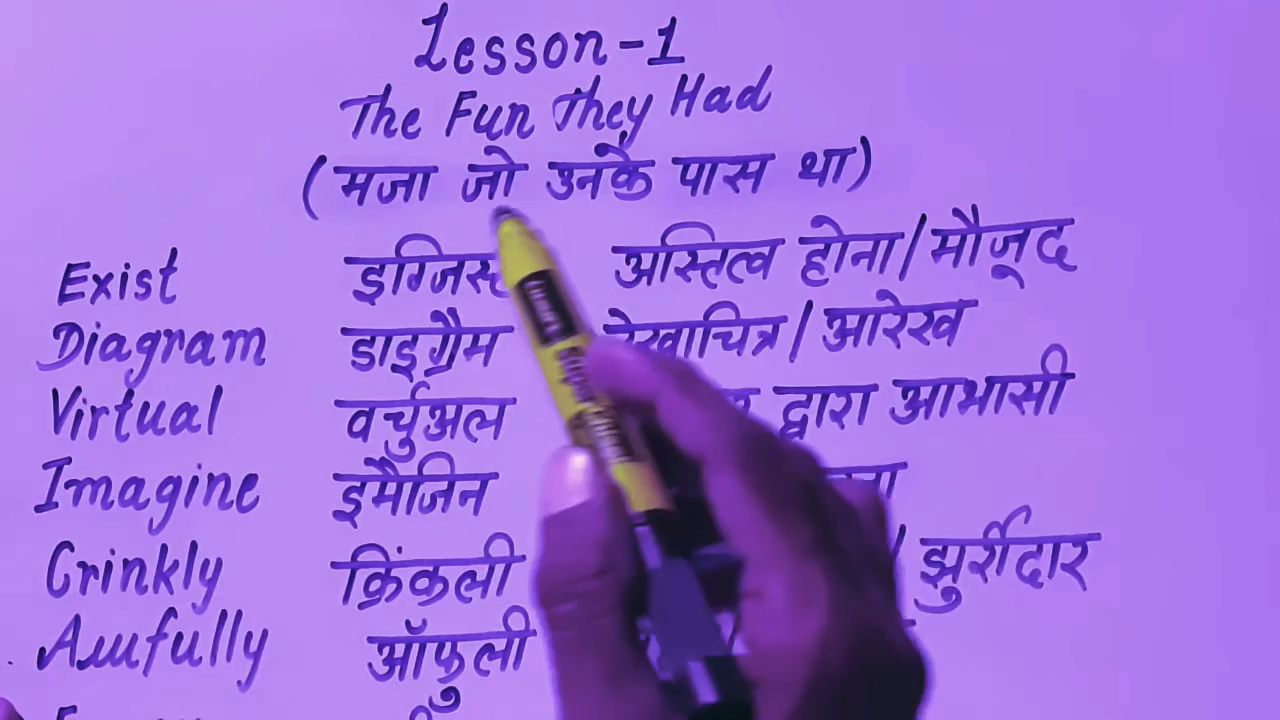 Lesson-1
The Fun They Had
(मजा जो उनके पास था)
Exist इग्जिस्ट अस्तित्व होना/मौजूद
Diagram डाइग्रैम रेखाचित्र/आरेख
Virtual वर्चुअल द्वारा आभासी
Imagine इमैजिन
Crinkly क्रिंकली झुर्रीदार
Awfully ऑफुली